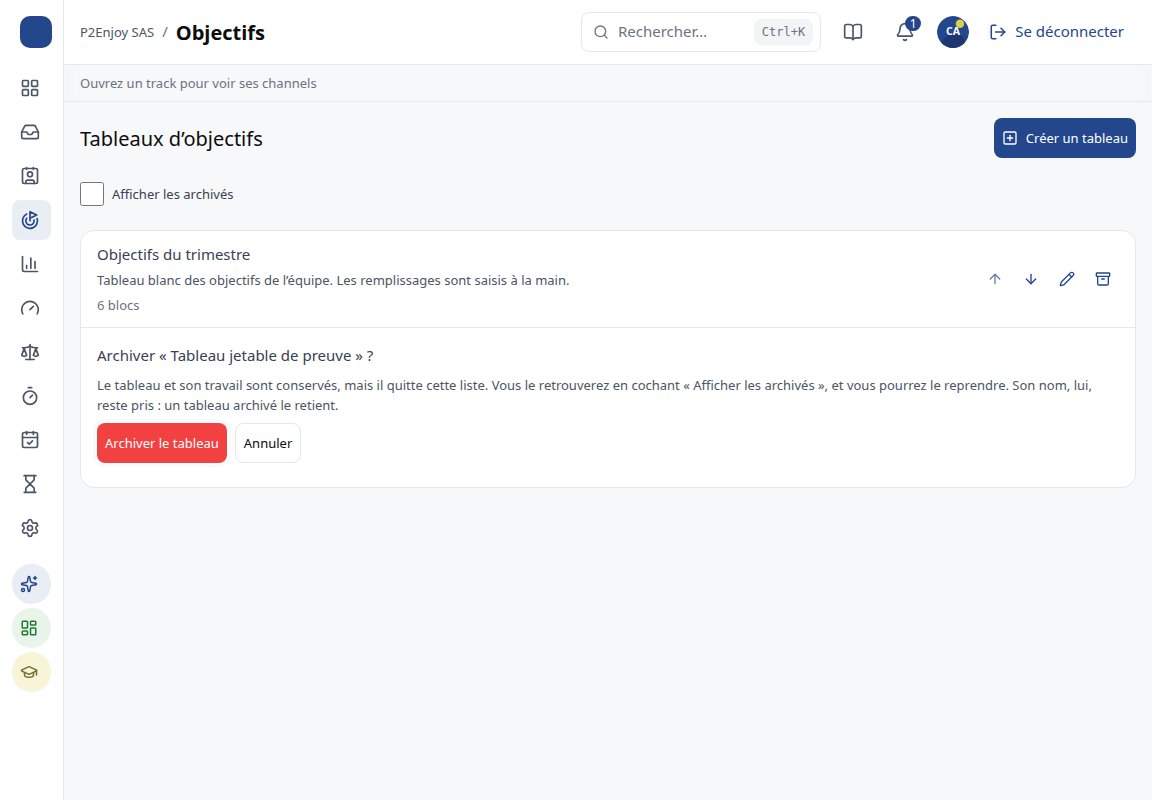 P2Enjoy SAS / Objectifs
Rechercher...
Ctrl+K
1
CA
Se déconnecter
Ouvrez un track pour voir ses channels
Tableaux d’objectifs
Créer un tableau
Afficher les archivés
Objectifs du trimestre
Tableau blanc des objectifs de l’équipe. Les remplissages sont saisis à la main.
6 blocs
Archiver « Tableau jetable de preuve » ?
Le tableau et son travail sont conservés, mais il quitte cette liste. Vous le retrouverez en cochant « Afficher les archivés », et vous pourrez le reprendre. Son nom, lui,
reste pris : un tableau archivé le retient.
Archiver le tableau
Annuler